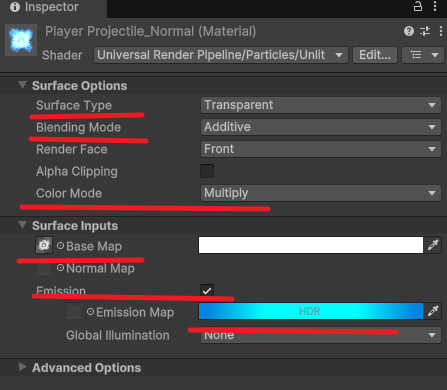 Inspector
Player Projectile_Normal (Material)
Shader Universal Render Pipeline/Particles/Unlit Edit...
Surface Options
Surface Type Transparent
Blending Mode Additive
Render Face Front
Alpha Clipping
Color Mode Multiply
Surface Inputs
Base Map
Normal Map
Emission
Emission Map HDR
Global Illumination None
Advanced Options